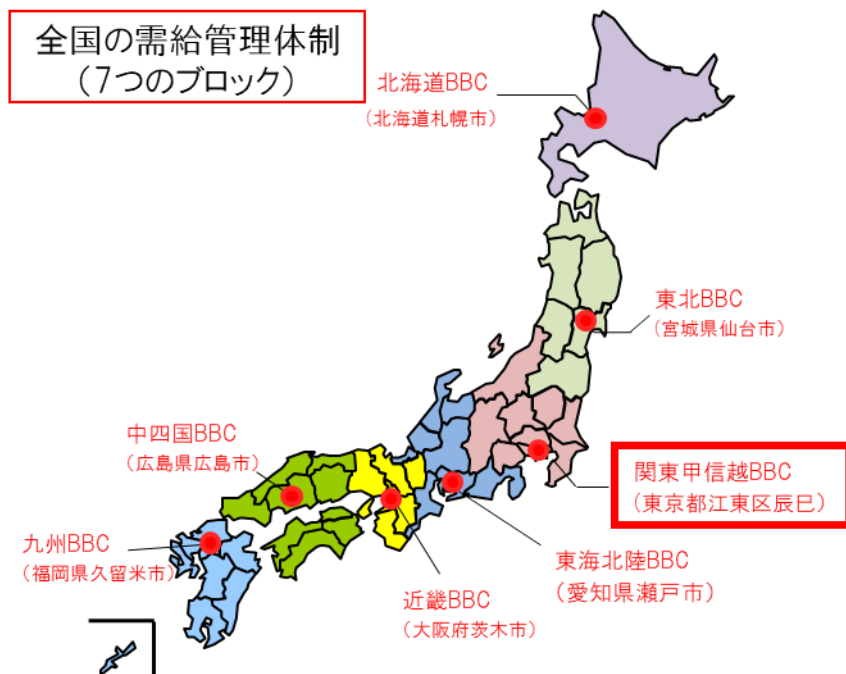 全国の需給管理体制
(7つのブロック)
北海道BBC
(北海道札幌市)
東北BBC
(宮城県仙台市)
中四国BBC
(広島県広島市)
関東甲信越BBC
(東京都江東区辰巳)
九州BBC
(福岡県久留米市)
東海北陸BBC
(愛知県瀬戸市)
近畿BBC
(大阪府茨木市)